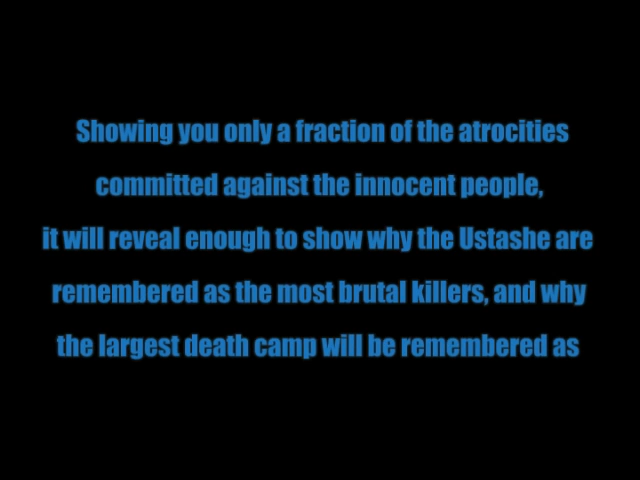 Showing you only a fraction of the atrocities
committed against the innocent people,
it will reveal enough to show why the Ustashe are
remembered as the most brutal killers, and why
the largest death camp will be remembered as